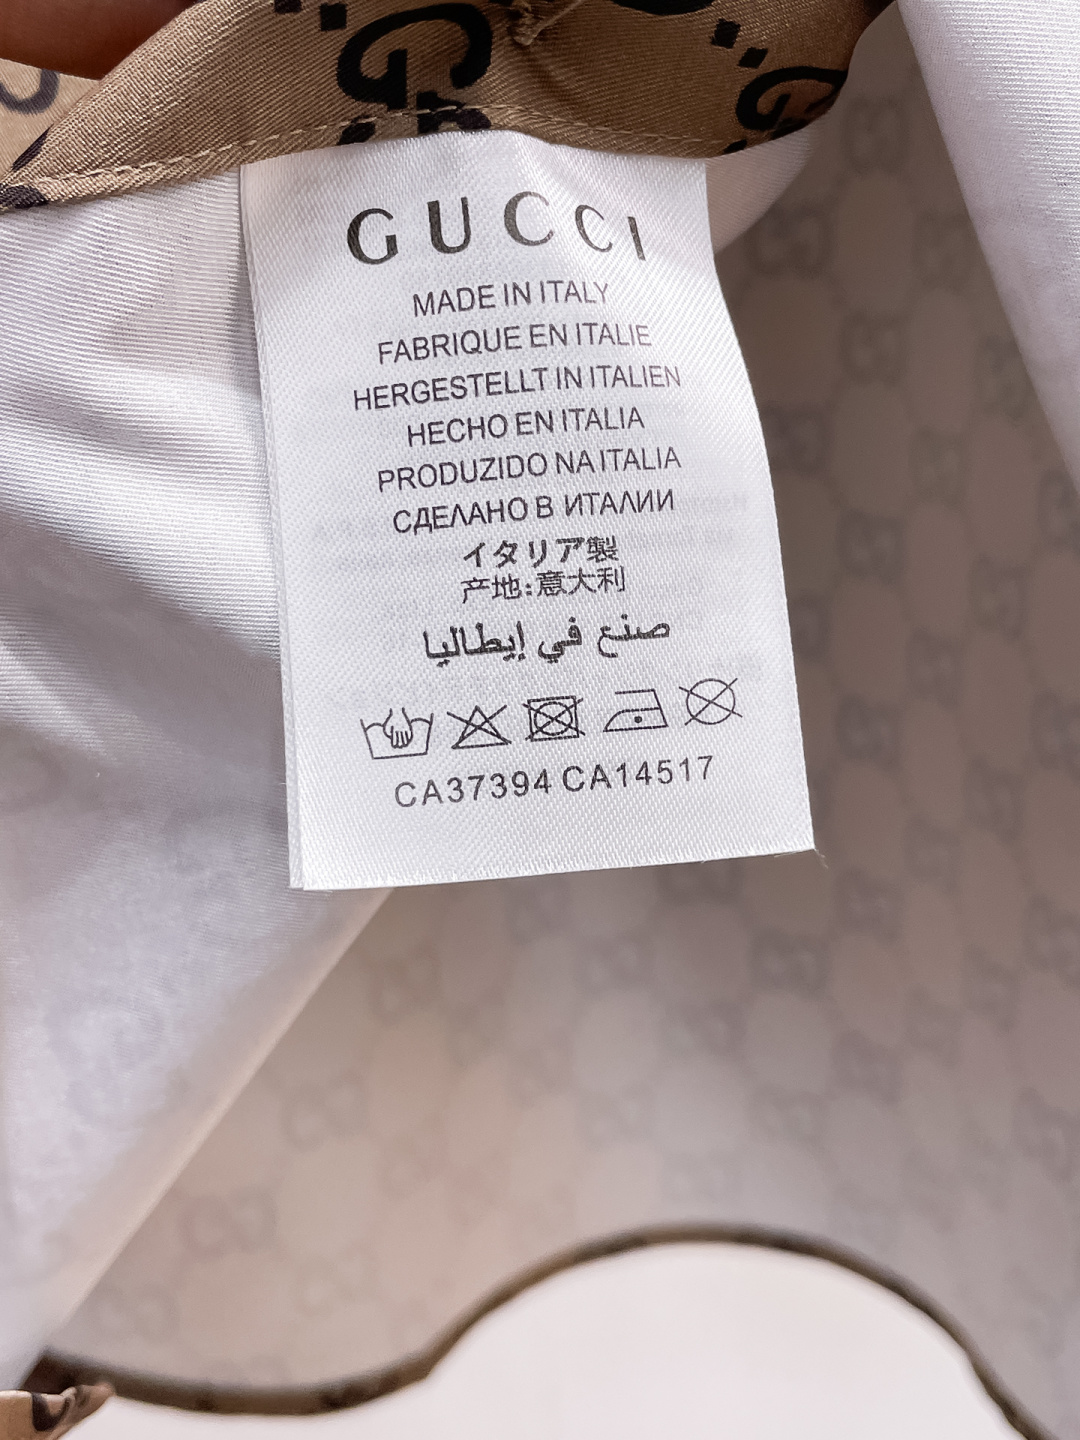 GUCCI
MADE IN ITALY
FABRIQUE EN ITALIE
HERGESTELLT IN ITALIEN
HECHO EN ITALIA
PRODUZIDO NA ITALIA
СДЕЛАНО В ИТАЛИИ
イタリア製
产地:意大利
صنع في إيطاليا
CA37394 CA14517